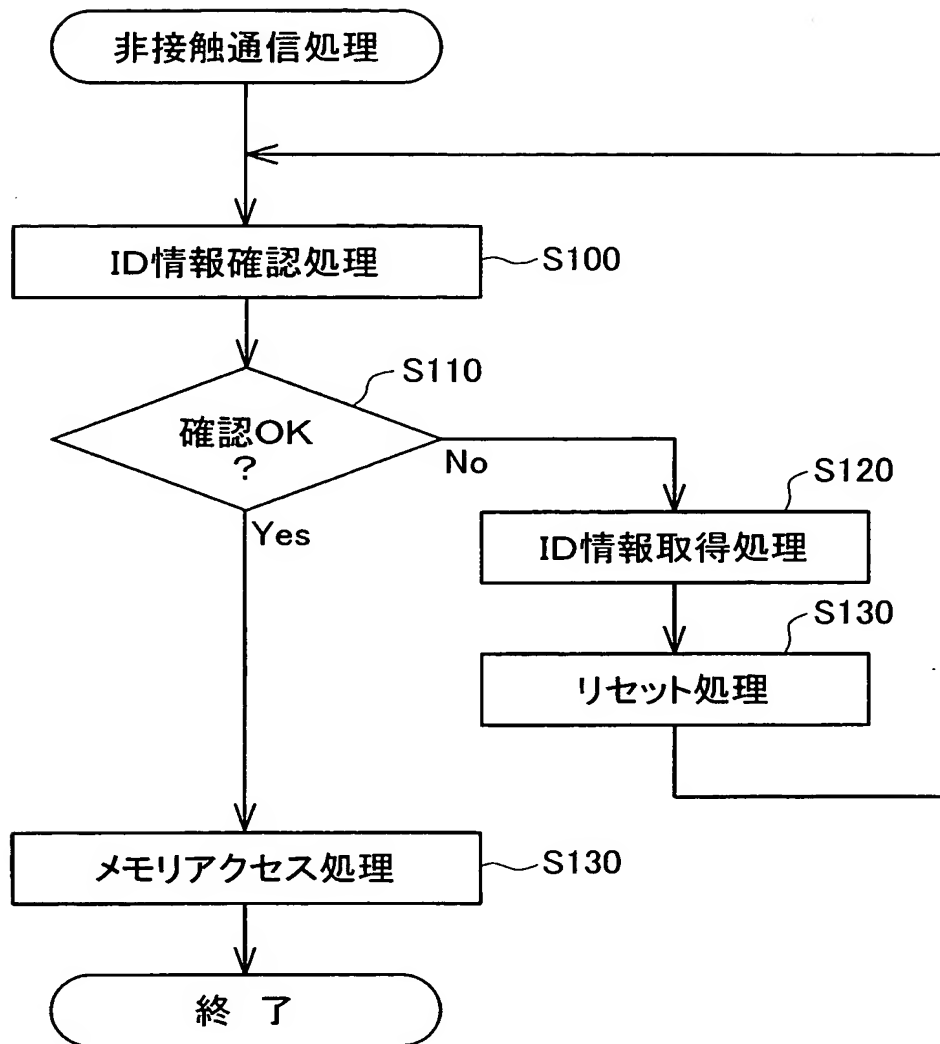 非接触通信処理
ID情報確認処理
S100
S110
確認OK
?
No
Yes
S120
ID情報取得処理
S130
リセット処理
メモリアクセス処理
S130
終 了